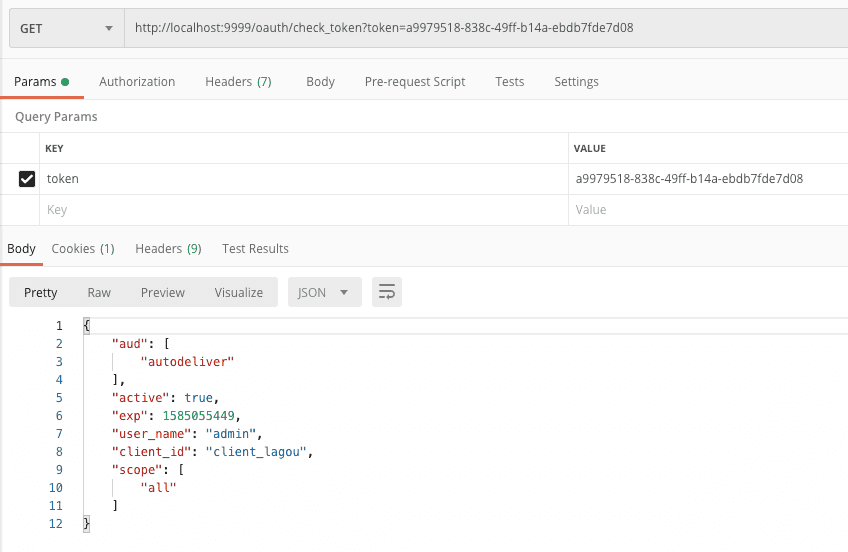 GET http://localhost:9999/oauth/check_token?token=a9979518-838c-49ff-b14a-ebdb7fde7d08
Params Authorization Headers (7) Body Pre-request Script Tests Settings
Query Params
KEY VALUE
token a9979518-838c-49ff-b14a-ebdb7fde7d08
Key Value
Body Cookies (1) Headers (9) Test Results
Pretty Raw Preview Visualize JSON
1 {
2 "aud": [
3 "autodeliver"
4 ],
5 "active": true,
6 "exp": 1585055449,
7 "user_name": "admin",
8 "client_id": "client_lagou",
9 "scope": [
10 "all"
11 ]
12 }